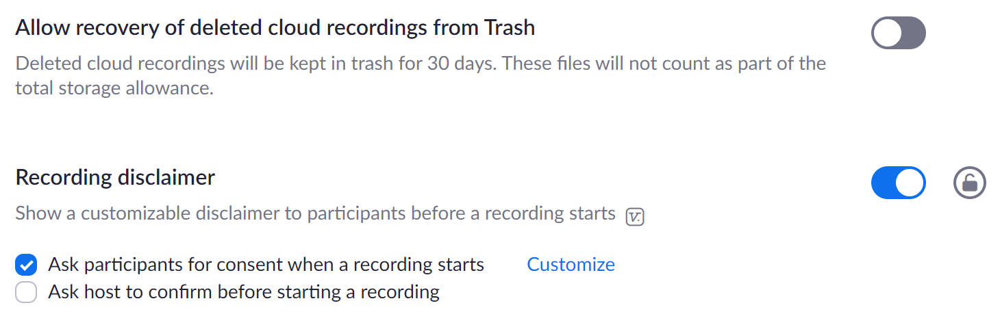 Allow recovery of deleted cloud recordings from Trash
Deleted cloud recordings will be kept in trash for 30 days. These files will not count as part of the
total storage allowance.
Recording disclaimer
Show a customizable disclaimer to participants before a recording starts V.
Ask participants for consent when a recording starts Customize
Ask host to confirm before starting a recording